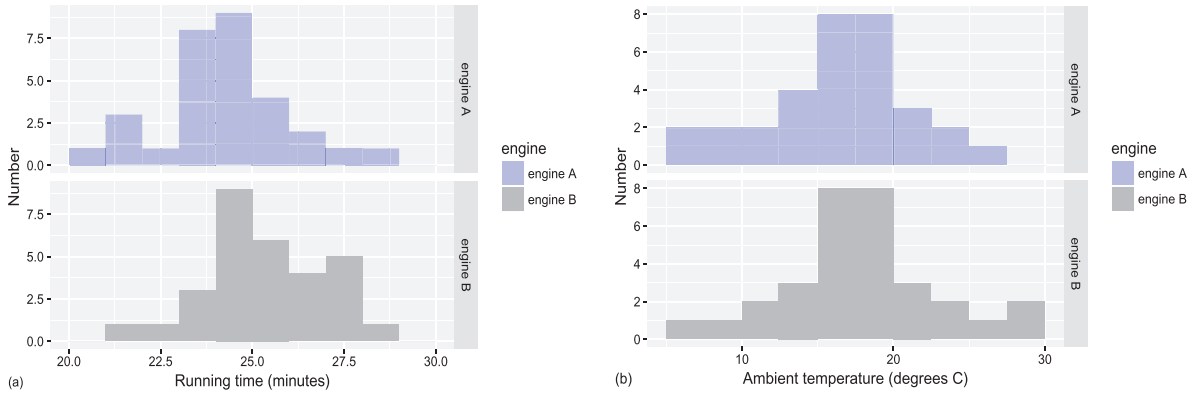 7.5
5.0
2.5
0.0
engine A
7.5
5.0
2.5
0.0
engine B
20.0 22.5 25.0 27.5 30.0
Number
Running time (minutes)
(a)
engine
engine A
engine B
8
6
4
2
0
engine A
8
6
4
2
0
engine B
10 20 30
Number
Ambient temperature (degrees C)
(b)
engine
engine A
engine B